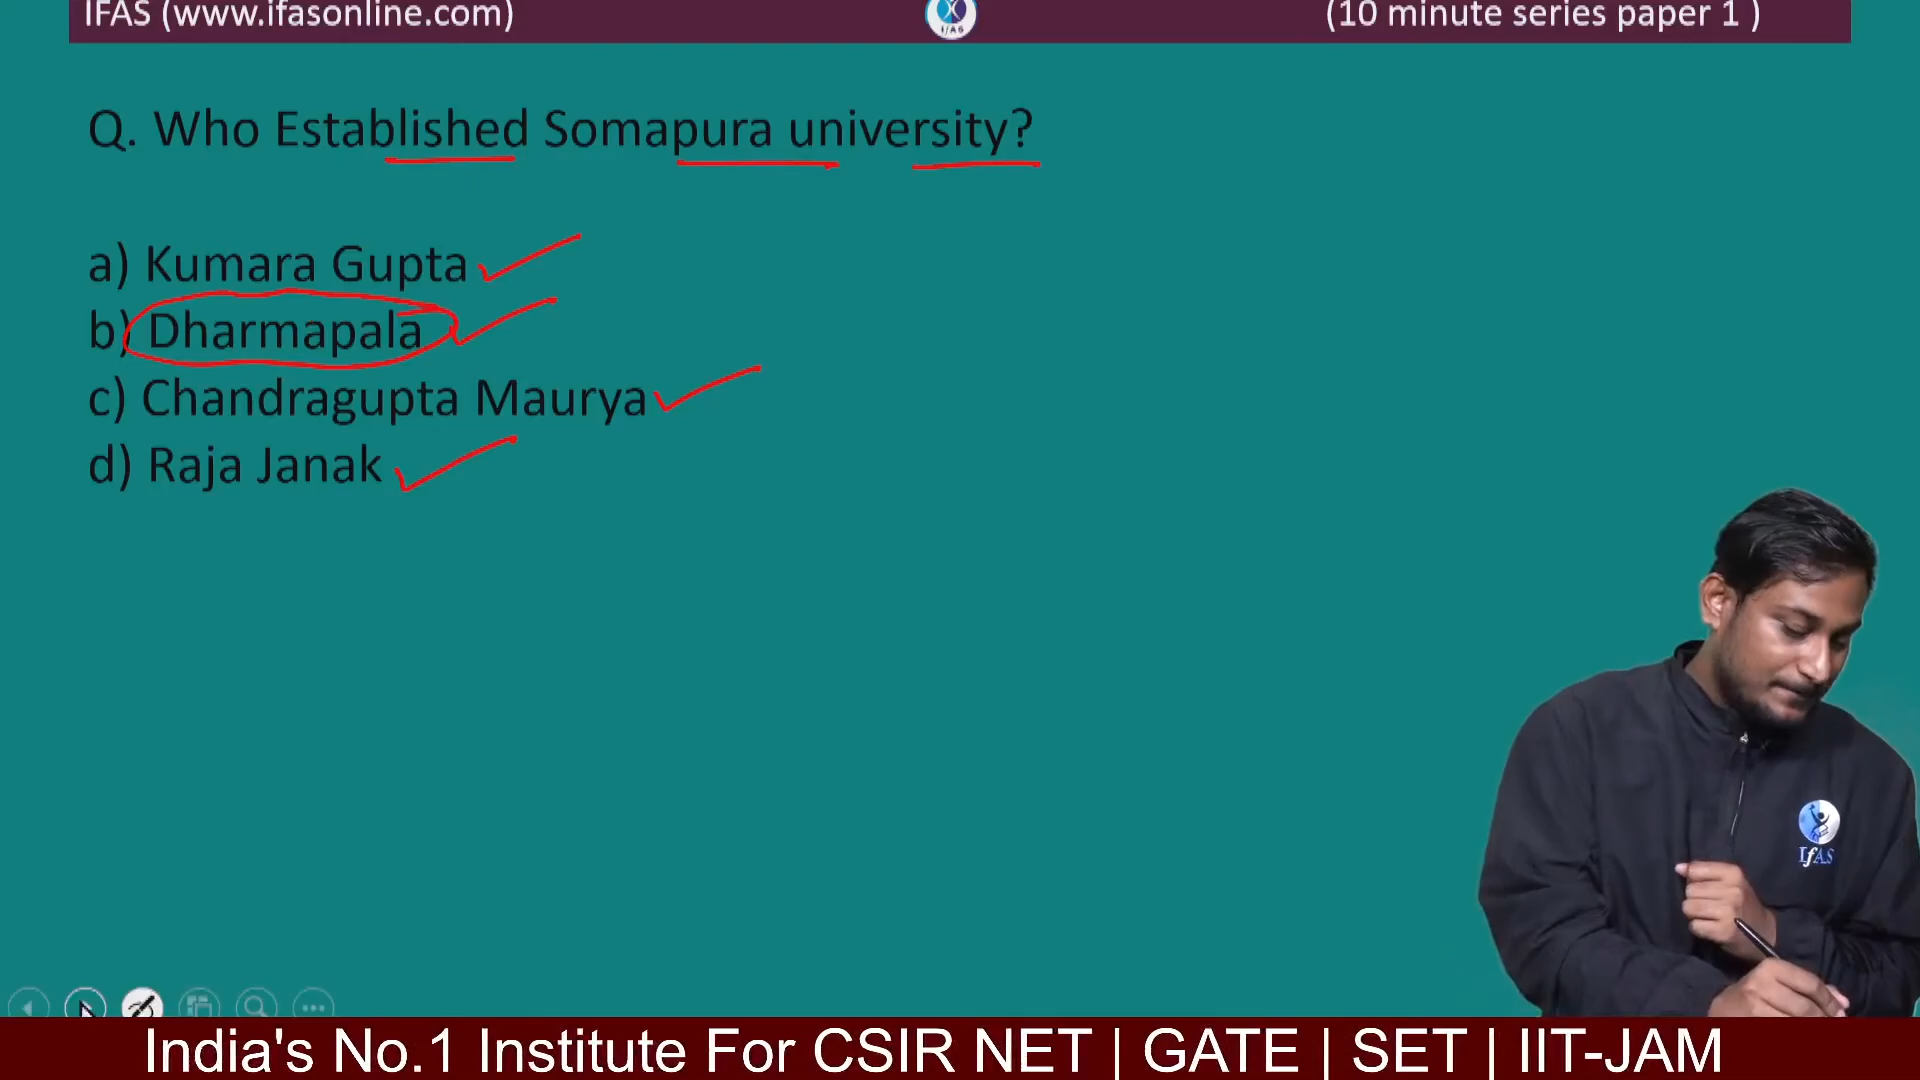 IFAS (www.ifasonline.com)
IFAS
(10 minute series paper 1 )
Q. Who Established Somapura university?
a) Kumara Gupta
b) Dharmapala
c) Chandragupta Maurya
d) Raja Janak
IfAS
India's No.1 Institute For CSIR NET | GATE | SET | IIT-JAM